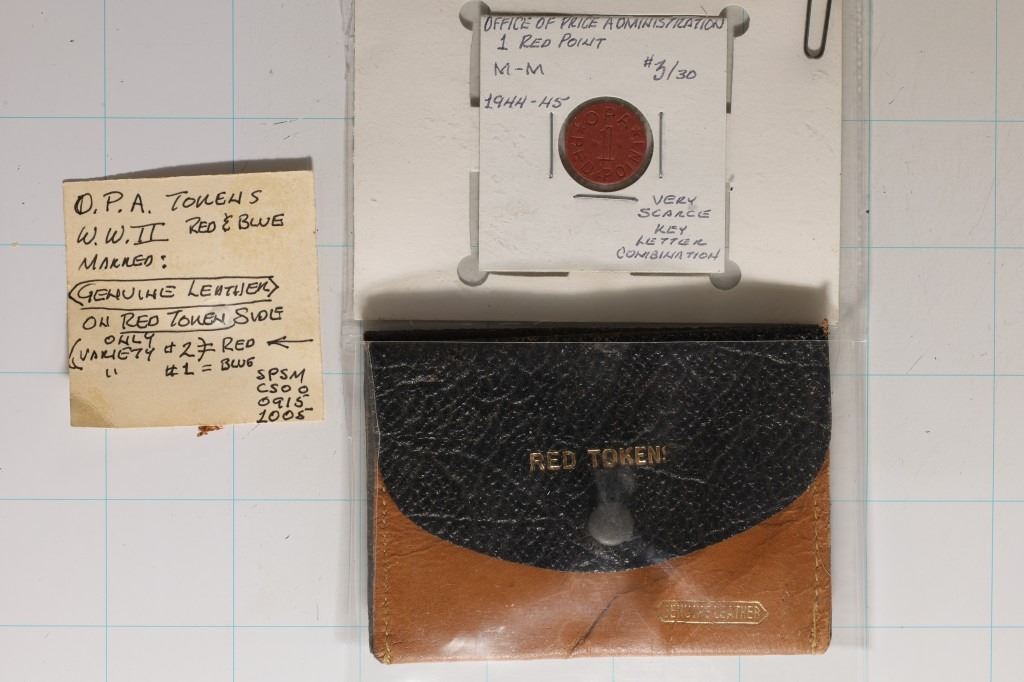 O.P.A. TOKENS
W.W.II RED & BLUE
MARKED:
GENUINE LEATHER
ON RED TOKEN SIDE
ONLY
(VARIETY #2) = RED
" #1 = BLUE
SPSM
CSOO
0915
1005
OFFICE OF PRICE ADMINISTRATION
1 RED POINT
M-M #3/30
1944-45
OPA
1
RED POINT
VERY
SCARCE
KEY
LETTER
COMBINATION
RED TOKENS
GENUINE LEATHER